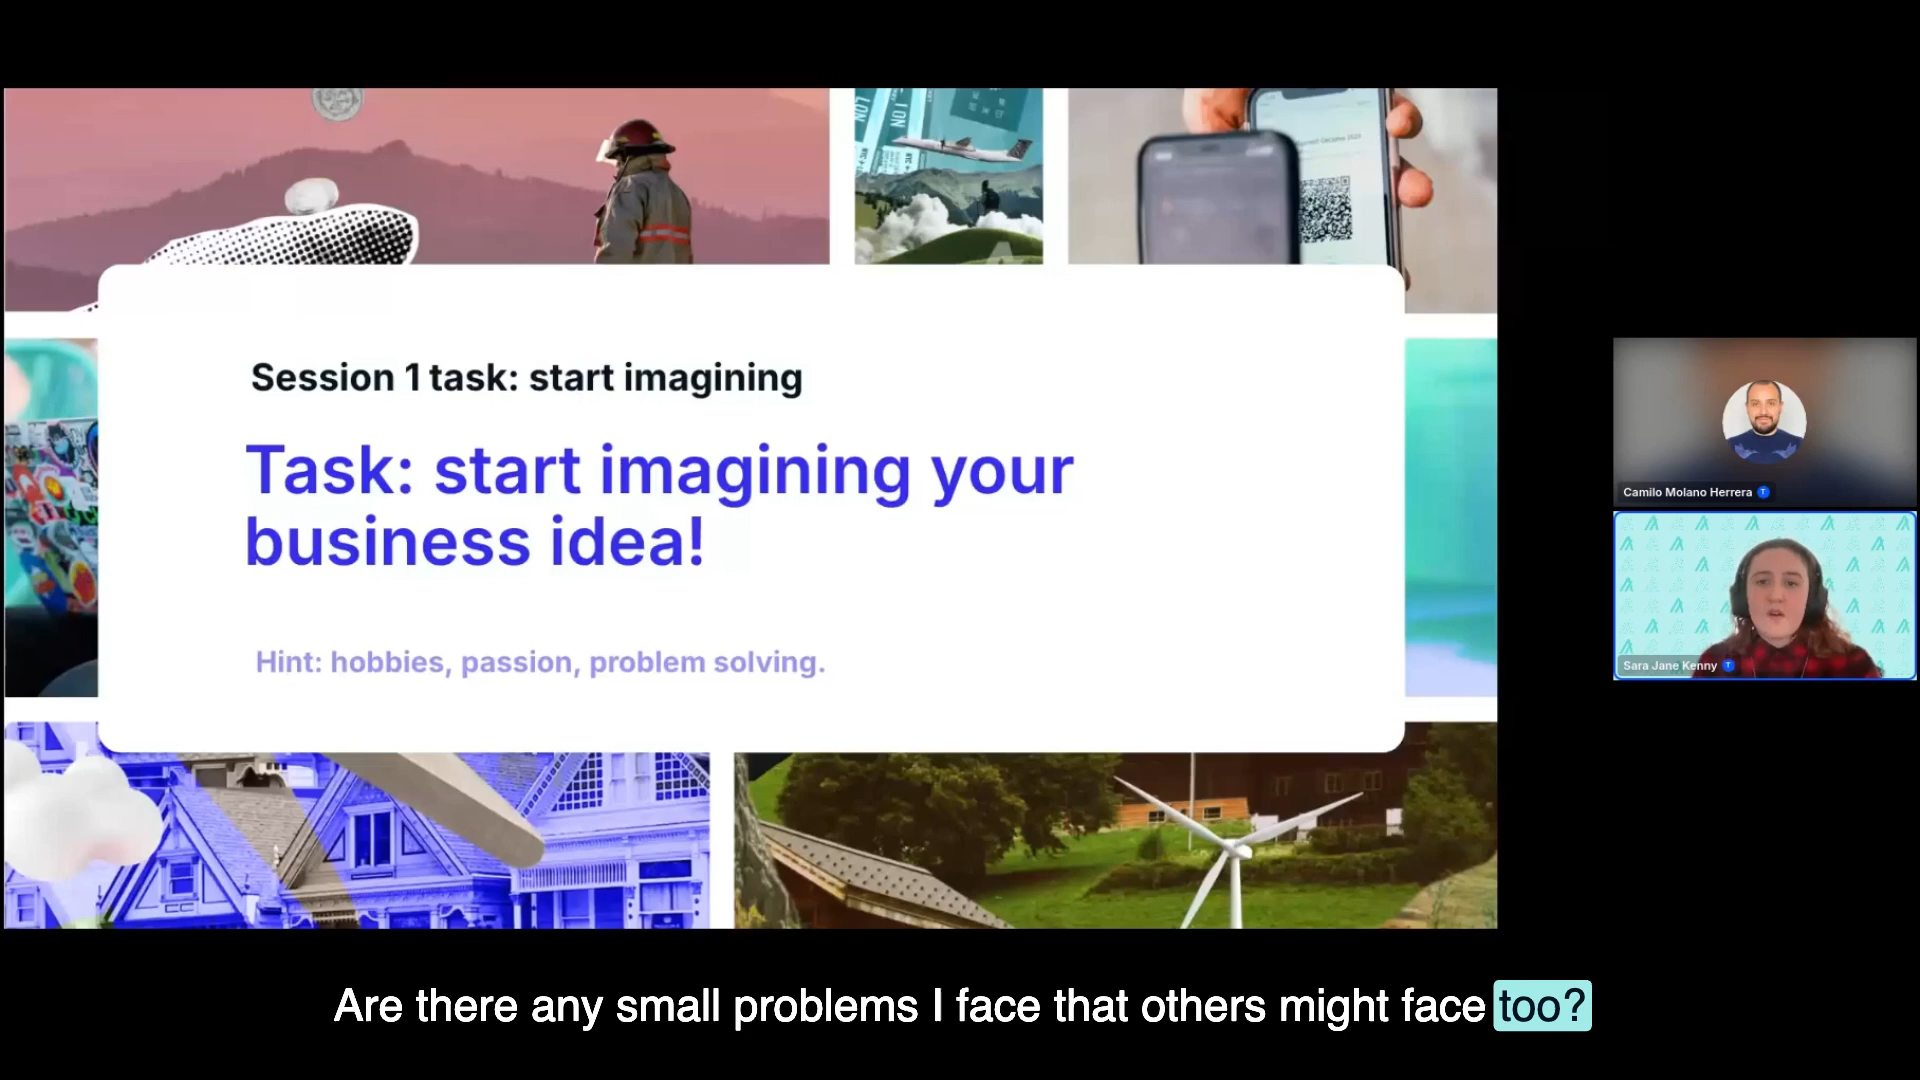 Session 1 task: start imagining
Task: start imagining your
business idea!
Hint: hobbies, passion, problem solving.
Camilo Molano Herrera
Sara Jane Kenny
Are there any small problems I face that others might face too?